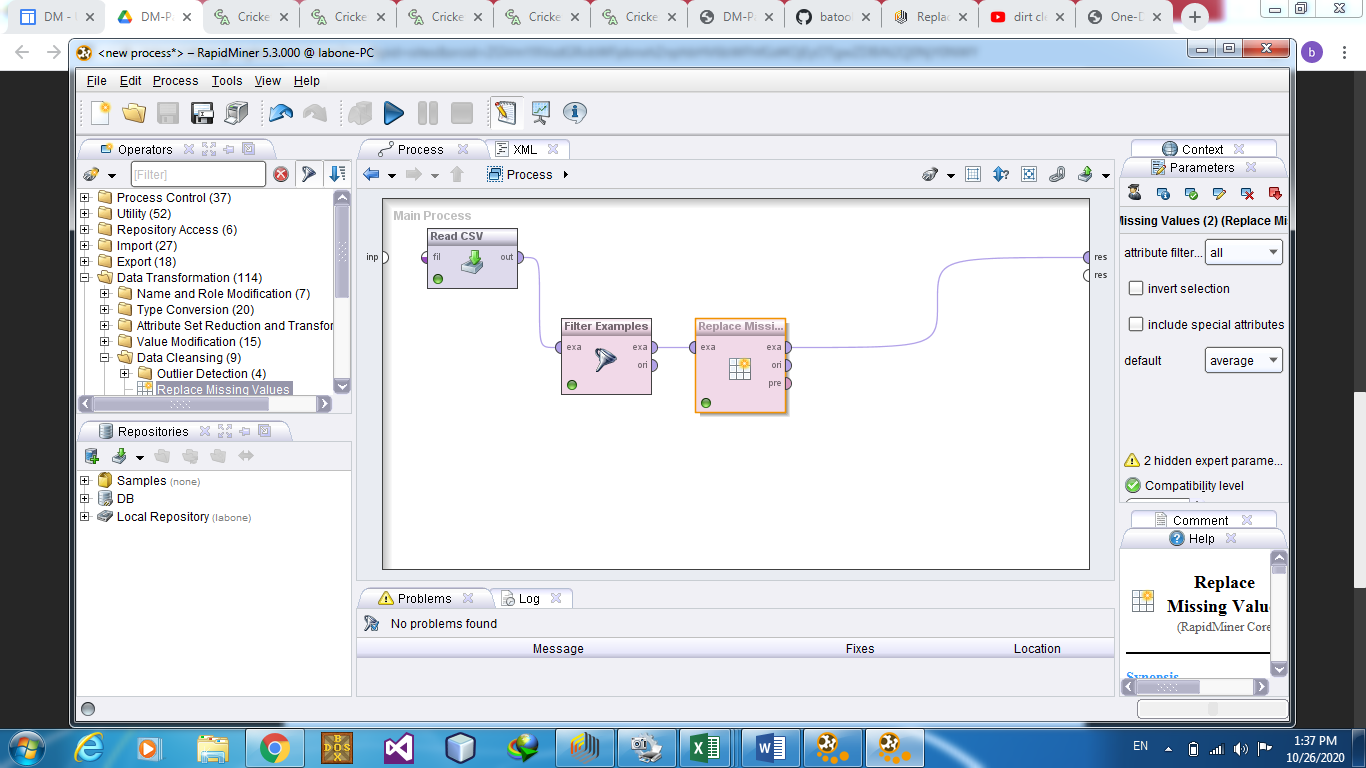 DM -
DM-P
Cricke
Cricke
Cricke
Cricke
Cricke
DM-P
batoo
Replac
dirt cle
One-D
<new process*> – RapidMiner 5.3.000 @ labone-PC
b
File Edit Process Tools View Help
Operators
[Filter]
Process Control (37)
Utility (52)
Repository Access (6)
Import (27)
Export (18)
Data Transformation (114)
Name and Role Modification (7)
Type Conversion (20)
Attribute Set Reduction and Transfor
Value Modification (15)
Data Cleansing (9)
Outlier Detection (4)
Replace Missing Values
Repositories
Samples (none)
DB
Local Repository (labone)
Process
XML
Process
Main Process
inp
Read CSV
fil out
Filter Examples
exa exa
ori
Replace Missi...
exa exa
ori
pre
res
res
Problems
Log
No problems found
Message Fixes Location
Context
Parameters
Missing Values (2) (Replace Mi
attribute filter... all
invert selection
include special attributes
default average
2 hidden expert parame...
Compatibility level
Comment
Help
Replace
Missing Valu
(RapidMiner Core
Synopsis
DOS
BOX
EN
1:37 PM
10/26/2020